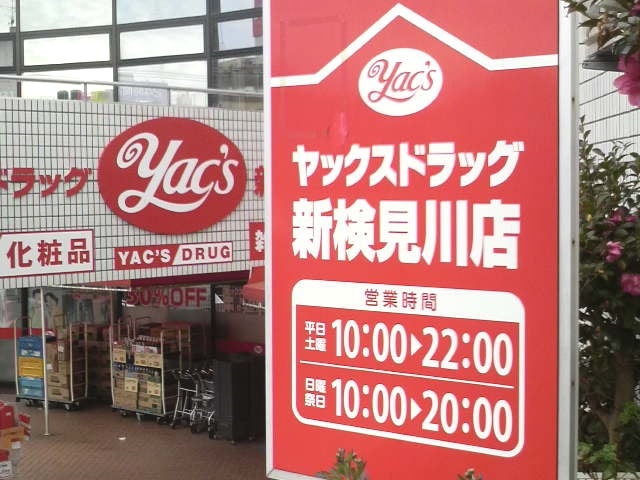 yac's
ヤックスドラッグ
新検見川店
営業時間
平日
土曜
10:00▶22:00
日曜
祭日
10:00▶20:00
ドラッグ
yac's
化粧品
YAC'S DRUG
30%OFF